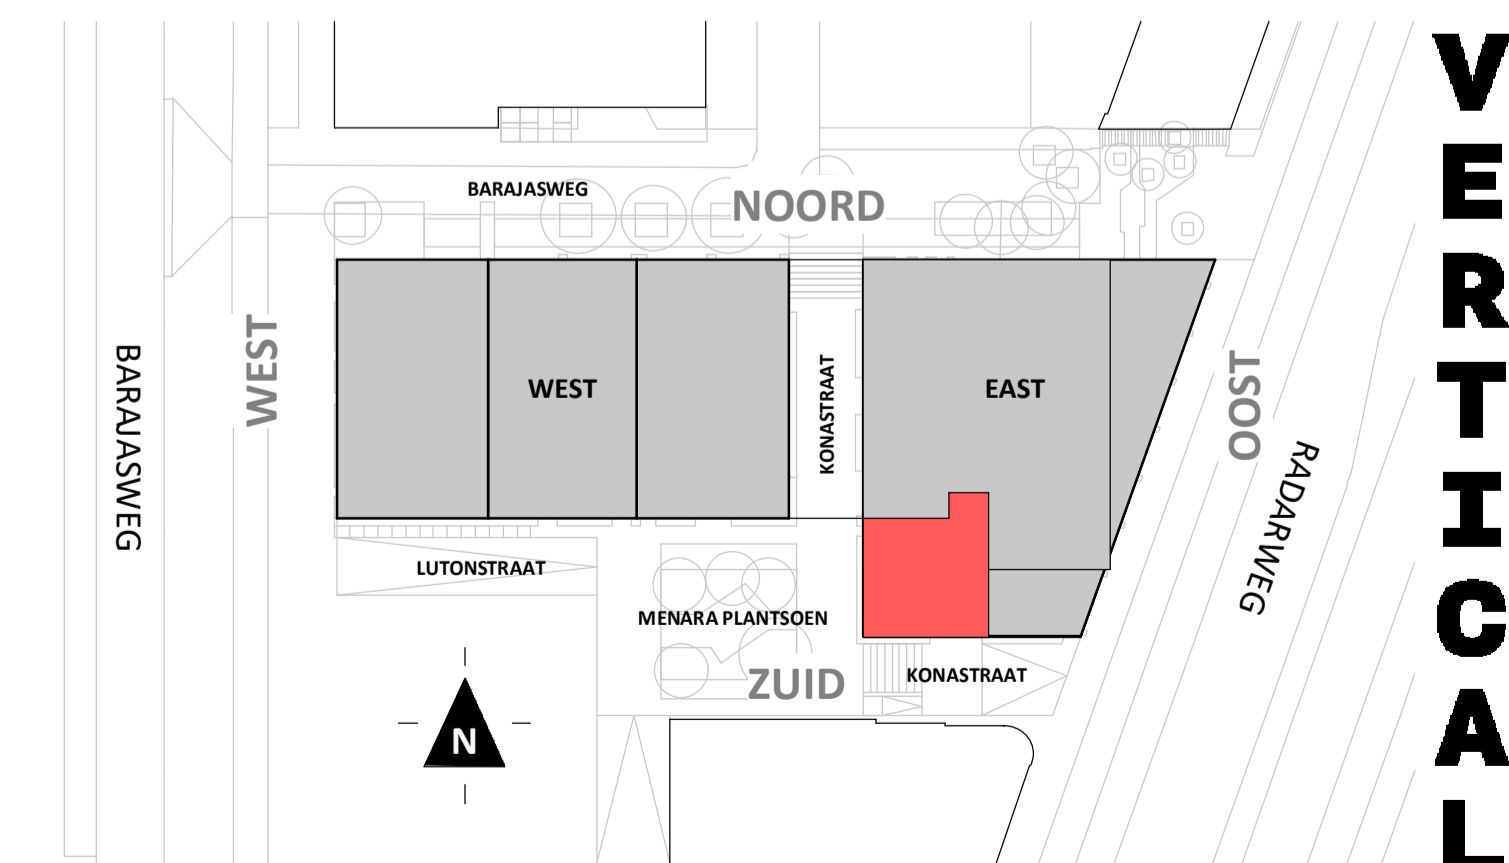 BARAJASWEG
NOORD
WEST
BARAJASWEG
WEST
KONASTRAAT
EAST
OOST
RADARWEG
LUTONSTRAAT
MENARA PLANTSOEN
ZUID
KONASTRAAT
N
VERTICAL